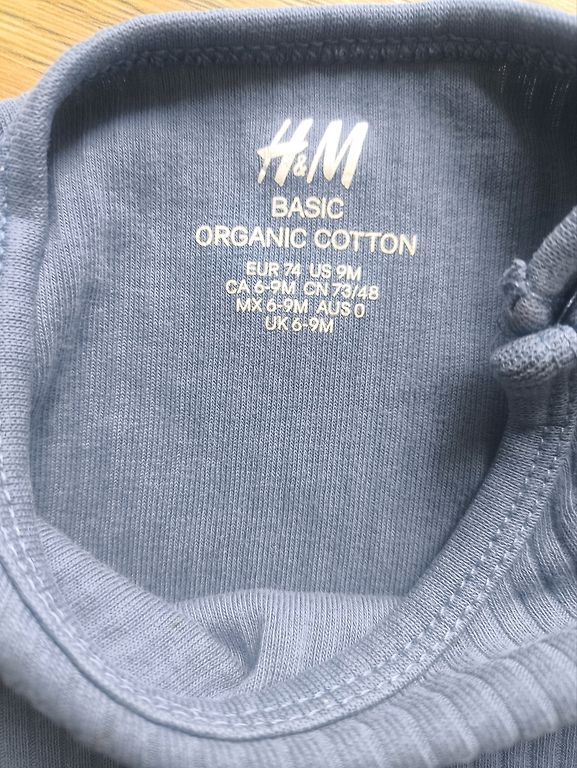 H&M
BASIC
ORGANIC COTTON
EUR 74 US 9M
CA 6-9M CN 73/48
MX 6-9M AUS 0
UK 6-9M